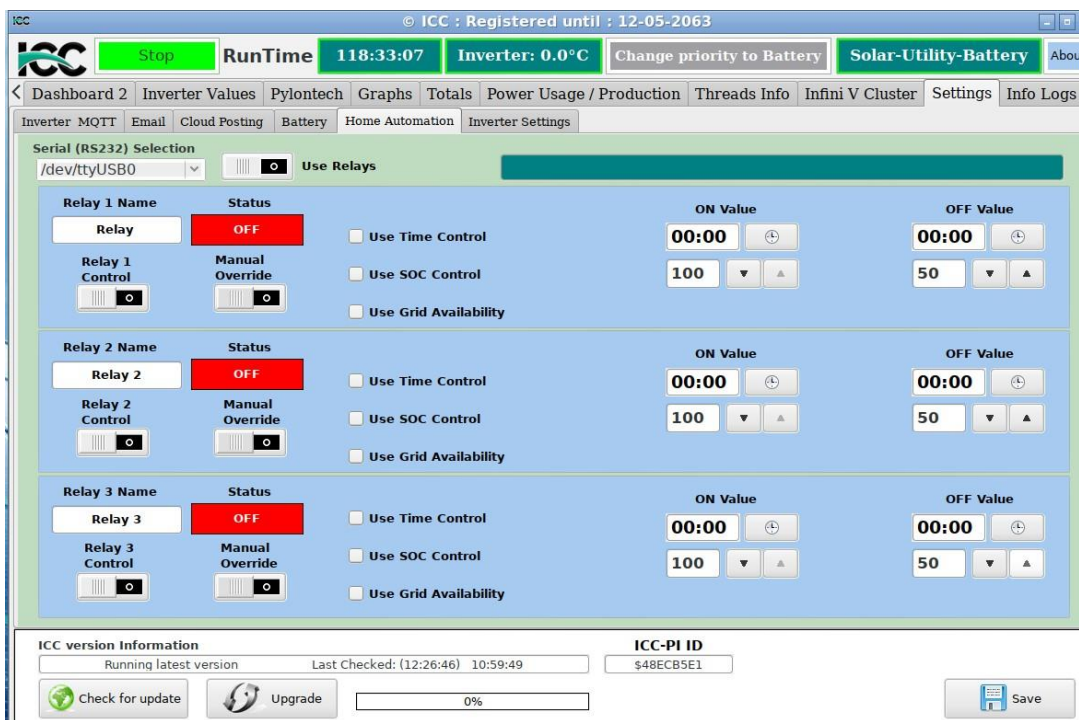 ICC
© ICC : Registered until : 12-05-2063
ICC Stop RunTime 118:33:07 Inverter: 0.0°C Change priority to Battery Solar-Utility-Battery Abou
Dashboard 2 Inverter Values Pylontech Graphs Totals Power Usage / Production Threads Info Infini V Cluster Settings Info Logs
Inverter MQTT Email Cloud Posting Battery Home Automation Inverter Settings
Serial (RS232) Selection
/dev/ttyUSB0 Use Relays
Relay 1 Name Status ON Value OFF Value
Relay OFF Use Time Control 00:00 00:00
Relay 1 Control Manual Override Use SOC Control 100 50
Use Grid Availability
Relay 2 Name Status ON Value OFF Value
Relay 2 OFF Use Time Control 00:00 00:00
Relay 2 Control Manual Override Use SOC Control 100 50
Use Grid Availability
Relay 3 Name Status ON Value OFF Value
Relay 3 OFF Use Time Control 00:00 00:00
Relay 3 Control Manual Override Use SOC Control 100 50
Use Grid Availability
ICC version Information ICC-PI ID
Running latest version Last Checked: (12:26:46) 10:59:49 $48ECB5E1
Check for update Upgrade 0% Save